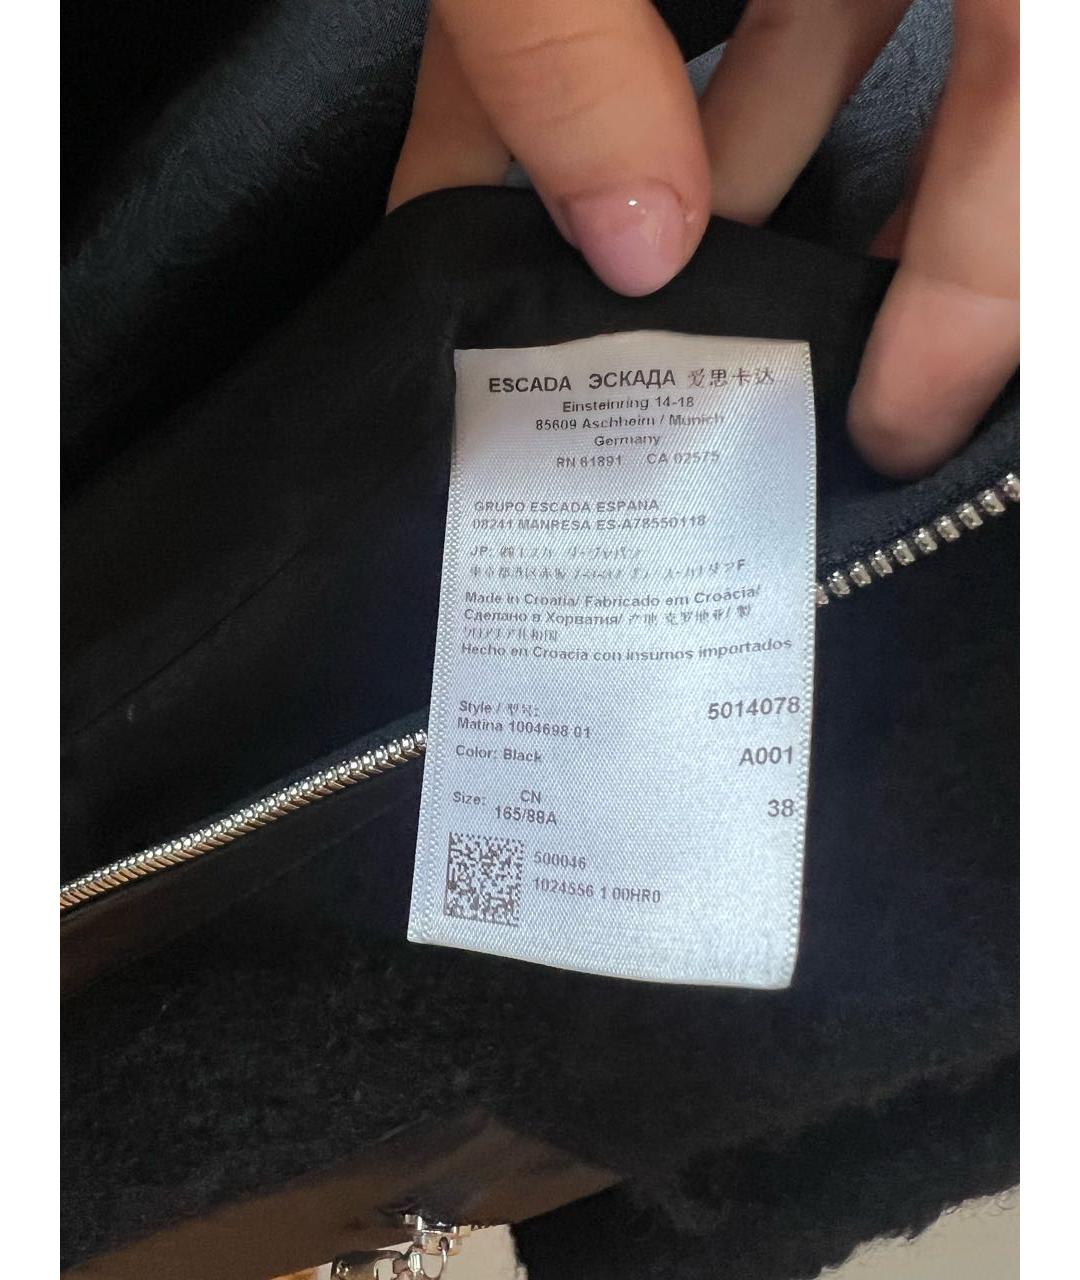 ESCADA ЭСКАДА 爱思卡达
Einsteinring 14-18
85609 Aschheim / Munich
Germany
RN 61891 CA 02575
GRUPO ESCADA ESPANA
08241 MANRESA ES-A78550118
JP:
F
Made in Croatia/ Fabricado em Croácia/
Сделано в Хорватия/ 产地 克罗地亚/ 製
Hecho en Croacia con insumos importados
Style / 型号: 5014078
Matina 1004698 01
Color: Black A001
Size: CN 38
165/88A
500046
1024556 1 00HR0